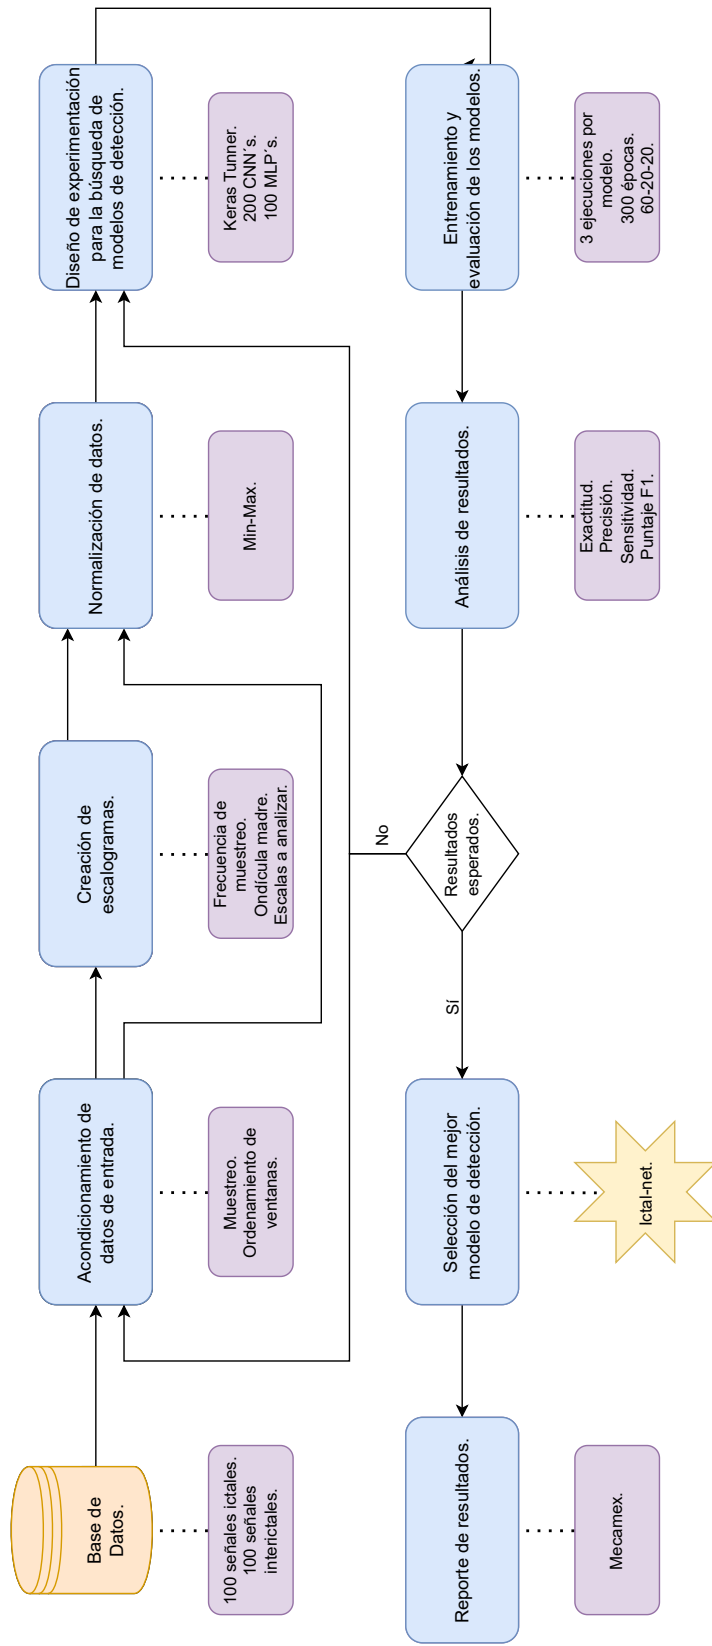 Base de
Datos.
100 señales ictales.
100 señales
interictales.
Acondicionamiento de
datos de entrada.
Muestreo.
Ordenamiento de
ventanas.
Creación de
escalogramas.
Frecuencia de
muestreo.
Ondícula madre.
Escalas a analizar.
Normalización de datos.
Min-Max.
Diseño de experimentación
para la búsqueda de
modelos de detección.
Keras Tunner.
200 CNN´s.
100 MLP´s.
Entrenamiento y
evaluación de los modelos.
3 ejecuciones por
modelo.
300 épocas.
60-20-20.
Análisis de resultados.
Exactitud.
Precisión.
Sensitividad.
Puntaje F1.
Resultados
esperados.
No
Sí
Selección del mejor
modelo de detección.
Ictal-net.
Reporte de resultados.
Mecamex.